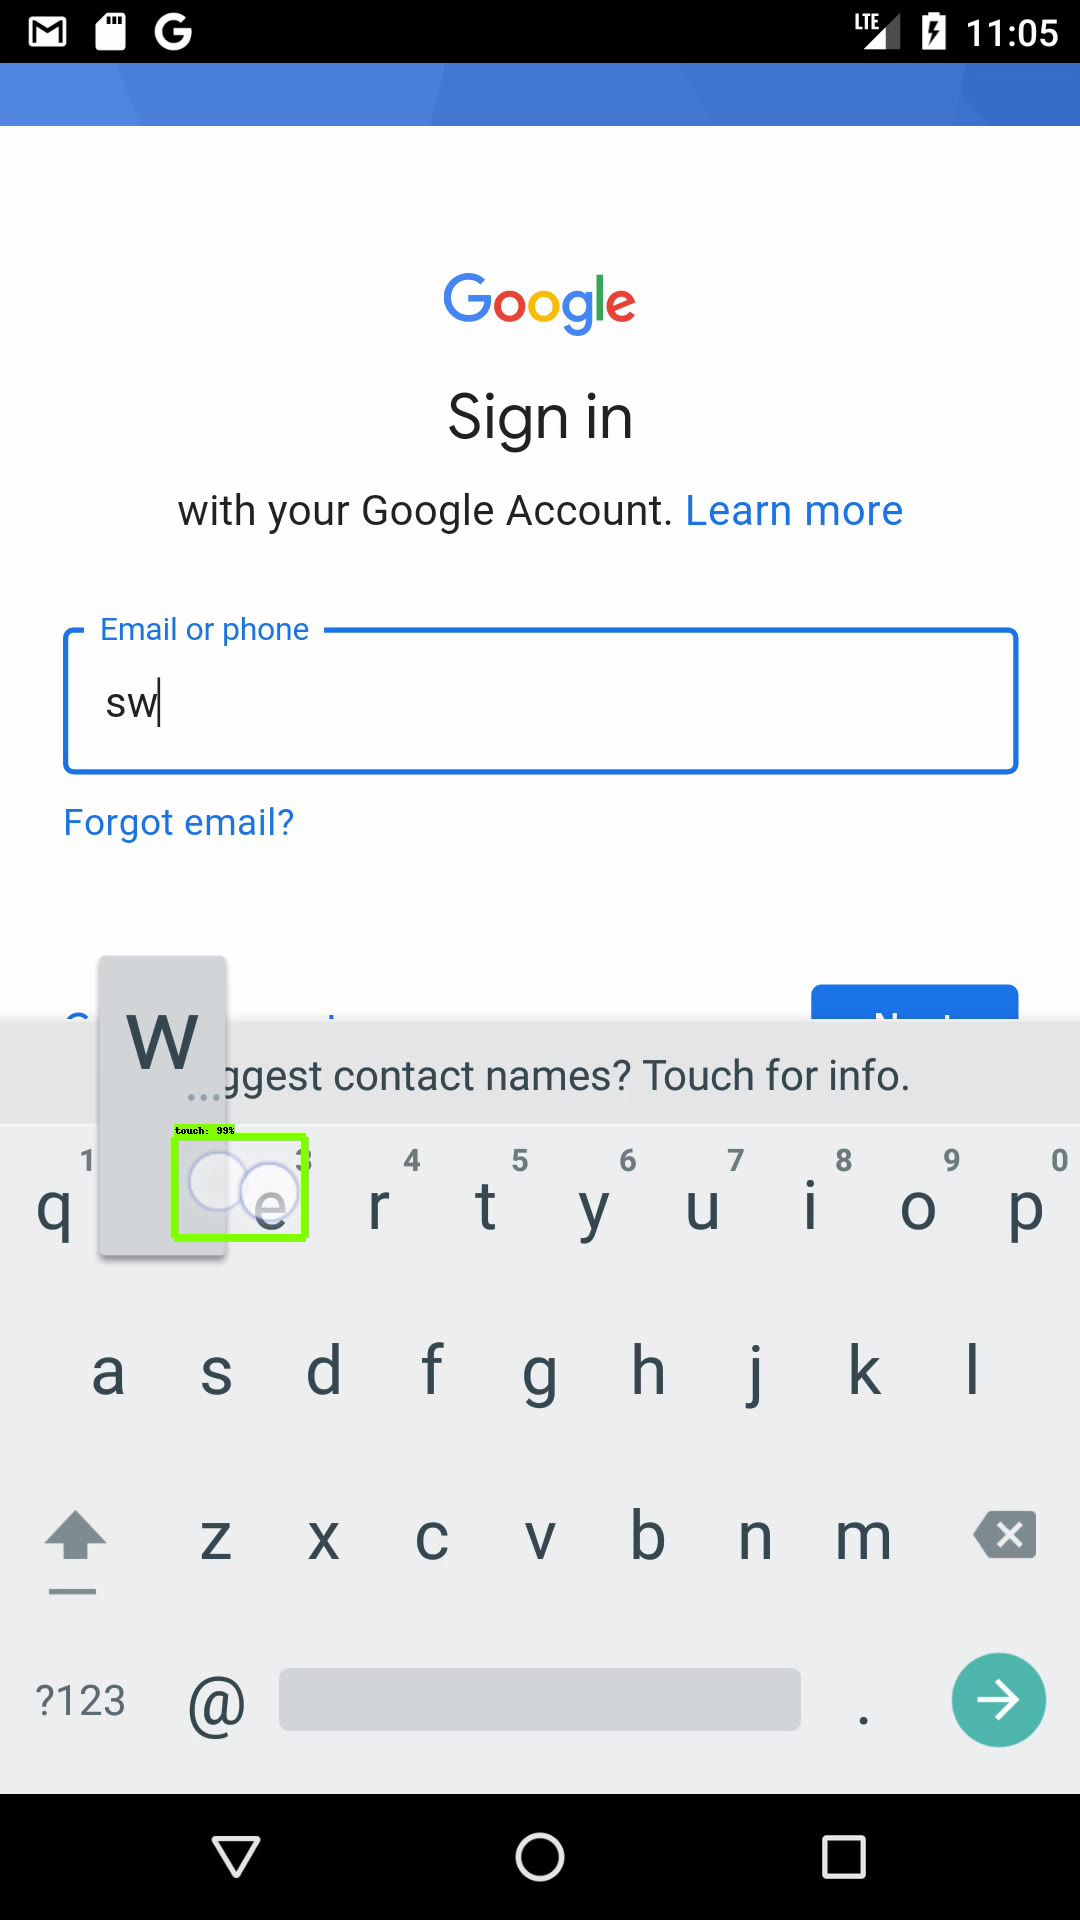 LTE 11:05
Google
Sign in
with your Google Account. Learn more
Email or phone
sw
Forgot email?
w
...ggest contact names? Touch for info.
touch: 99%
1 3 4 5 6 7 8 9 0
q e r t y u i o p
a s d f g h j k l
z x c v b n m
?123 @ .